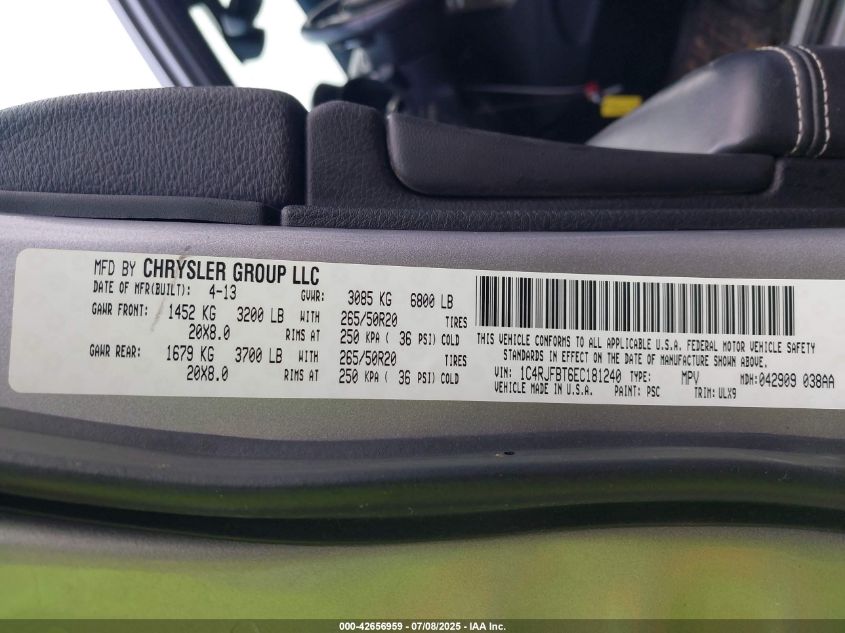 MFD BY CHRYSLER GROUP LLC
DATE OF MFR(BUILT): 4-13 GVWR: 3085 KG 6800 LB
GAWR FRONT: 1452 KG 3200 LB WITH 265/50R20 TIRES
20X8.0 RIMS AT 250 KPA ( 36 PSI) COLD
GAWR REAR: 1679 KG 3700 LB WITH 265/50R20 TIRES
20X8.0 RIMS AT 250 KPA ( 36 PSI) COLD
THIS VEHICLE CONFORMS TO ALL APPLICABLE U.S.A. FEDERAL MOTOR VEHICLE SAFETY
STANDARDS IN EFFECT ON THE DATE OF MANUFACTURE SHOWN ABOVE.
VIN: 1C4RJFBT6EC181240 TYPE: MPV MDH:042909 038AA
VEHICLE MADE IN U.S.A. PAINT: PSC TRIM: ULX9
000-42656959 / 07/08/2025 - IAA Inc.